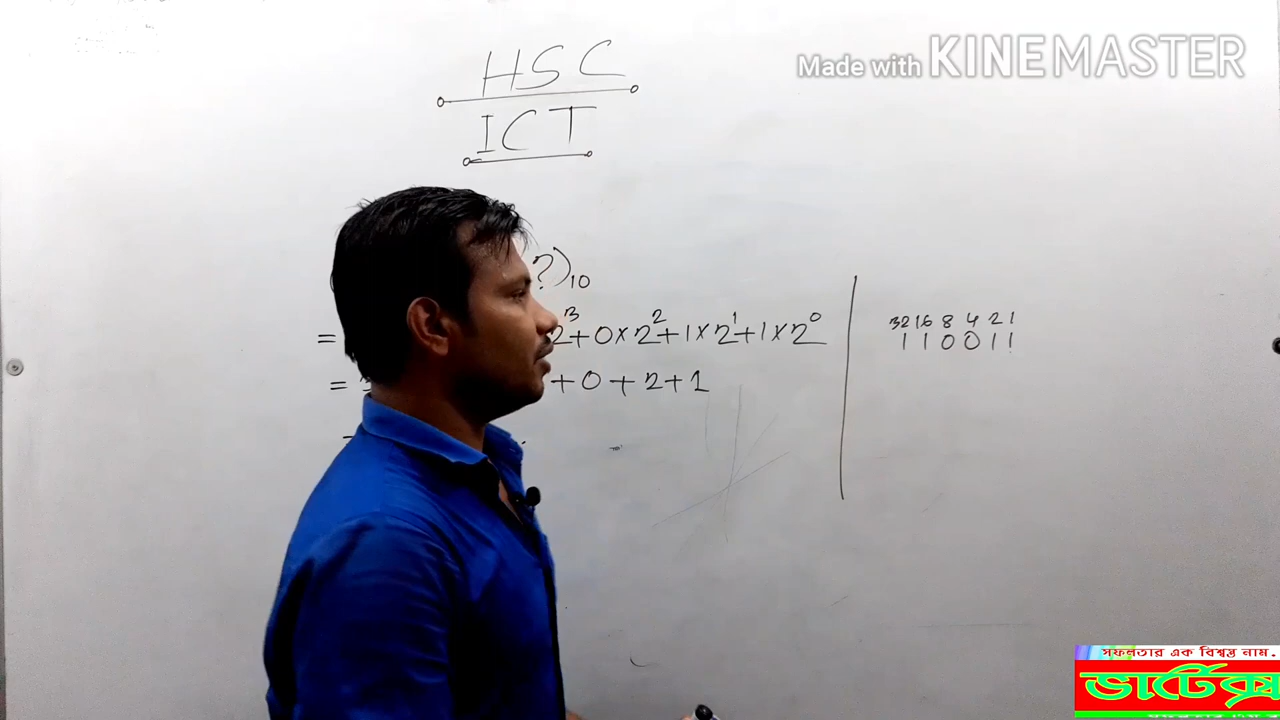 Made with KINEMASTER
HSC
ICT
?)₁₀
= 2³+0×2²+1×2¹+1×2⁰
= +0+2+1
32 16 8 4 2 1
1 1 0 0 1 1
সফলতার এক বিশ্বস্ত নাম.
ভার্টেক্স